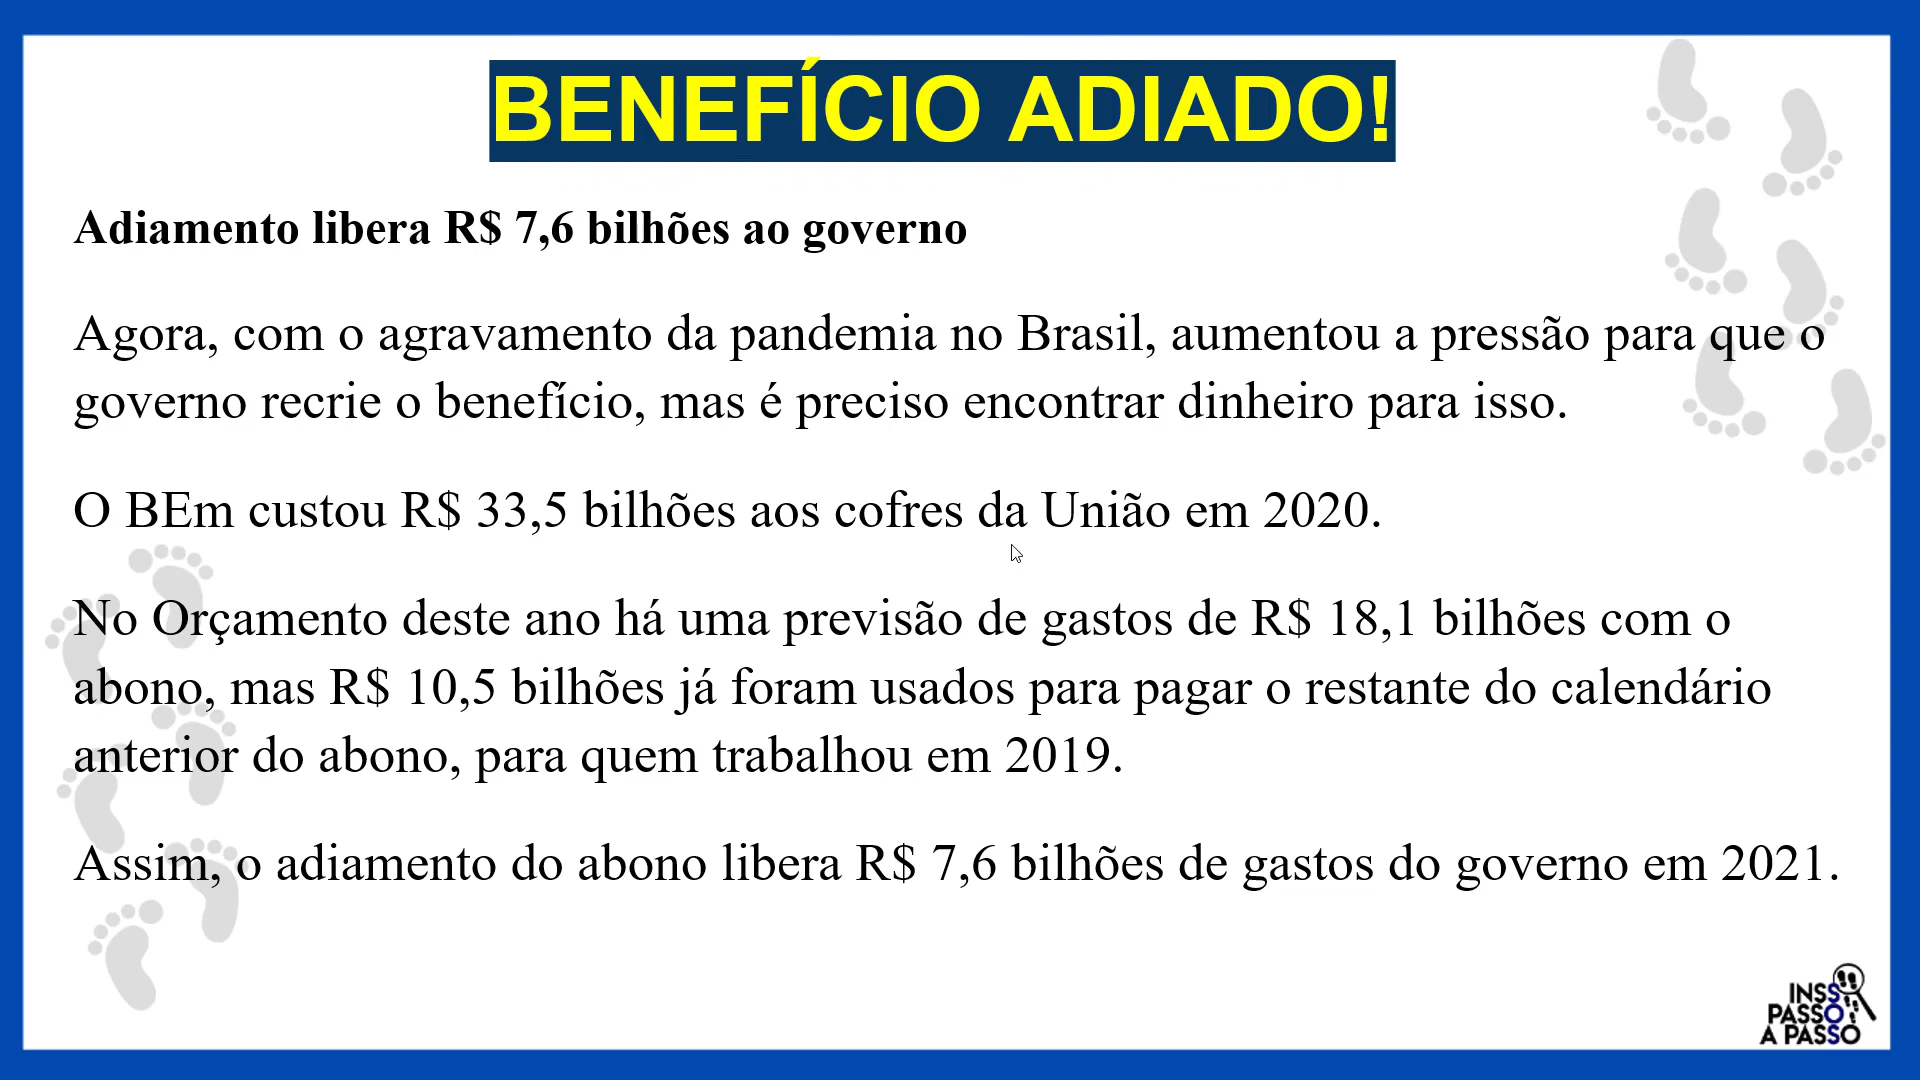 BENEFÍCIO ADIADO!
Adiamento libera R$ 7,6 bilhões ao governo
Agora, com o agravamento da pandemia no Brasil, aumentou a pressão para que o
governo recrie o benefício, mas é preciso encontrar dinheiro para isso.
O BEm custou R$ 33,5 bilhões aos cofres da União em 2020.
No Orçamento deste ano há uma previsão de gastos de R$ 18,1 bilhões com o
abono, mas R$ 10,5 bilhões já foram usados para pagar o restante do calendário
anterior do abono, para quem trabalhou em 2019.
Assim, o adiamento do abono libera R$ 7,6 bilhões de gastos do governo em 2021.
INSS
PASSO
A PASSO